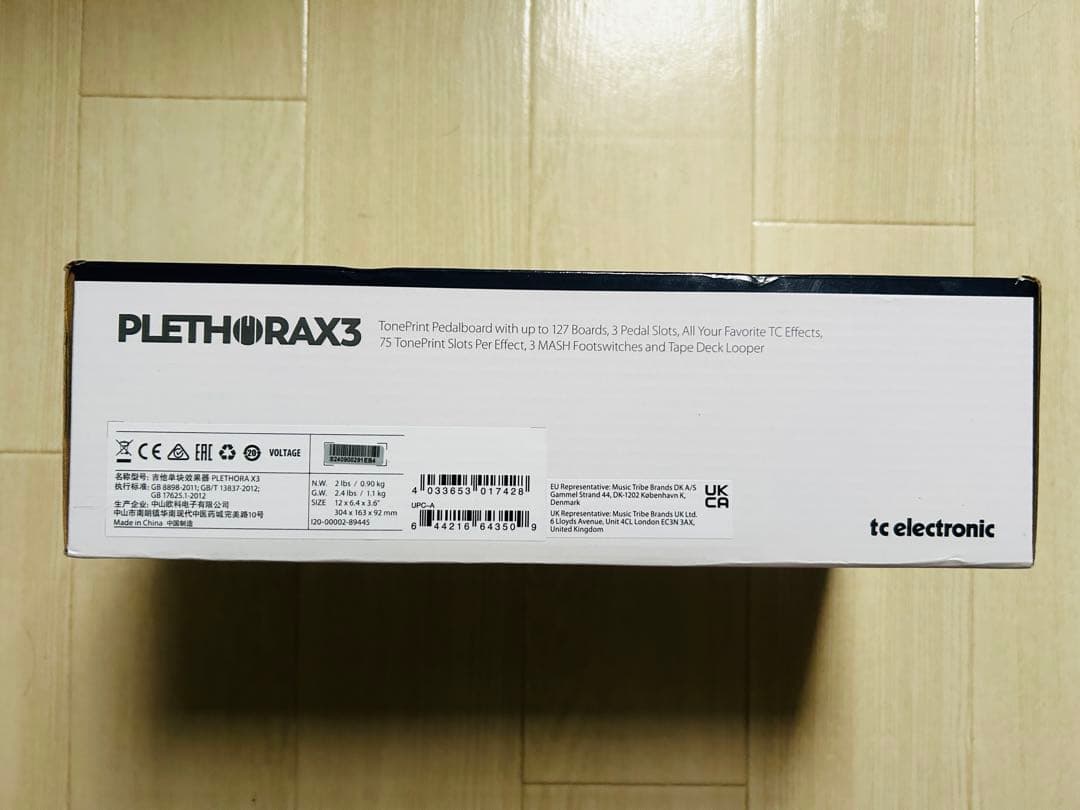 PLETHORAX3
TonePrint Pedalboard with up to 127 Boards, 3 Pedal Slots, All Your Favorite TC Effects,
75 TonePrint Slots Per Effect, 3 MASH Footswitches and Tape Deck Looper
CE EAC 20 VOLTAGE
S240900291EB4
名称型号: 吉他单块效果器 PLETHORA X3
执行标准: GB 8898-2011; GB/T 13837-2012;
GB 17625.1-2012
生产企业: 中山欧科电子有限公司
中山市南朗镇华南现代中医药城完美路10号
Made in China 中国制造
N.W. 2 lbs / 0.90 kg
G.W. 2.4 lbs / 1.1 kg
SIZE 12 x 6.4 x 3.6"
304 x 163 x 92 mm
I20-00002-89445
4 033653 017428
UPC-A
6 44216 64350 9
EU Representative: Music Tribe Brands DK A/S
Gammel Strand 44, DK-1202 København K,
Denmark
UK Representative: Music Tribe Brands UK Ltd.
6 Lloyds Avenue, Unit 4CL London EC3N 3AX,
United Kingdom
UK
CA
tc electronic